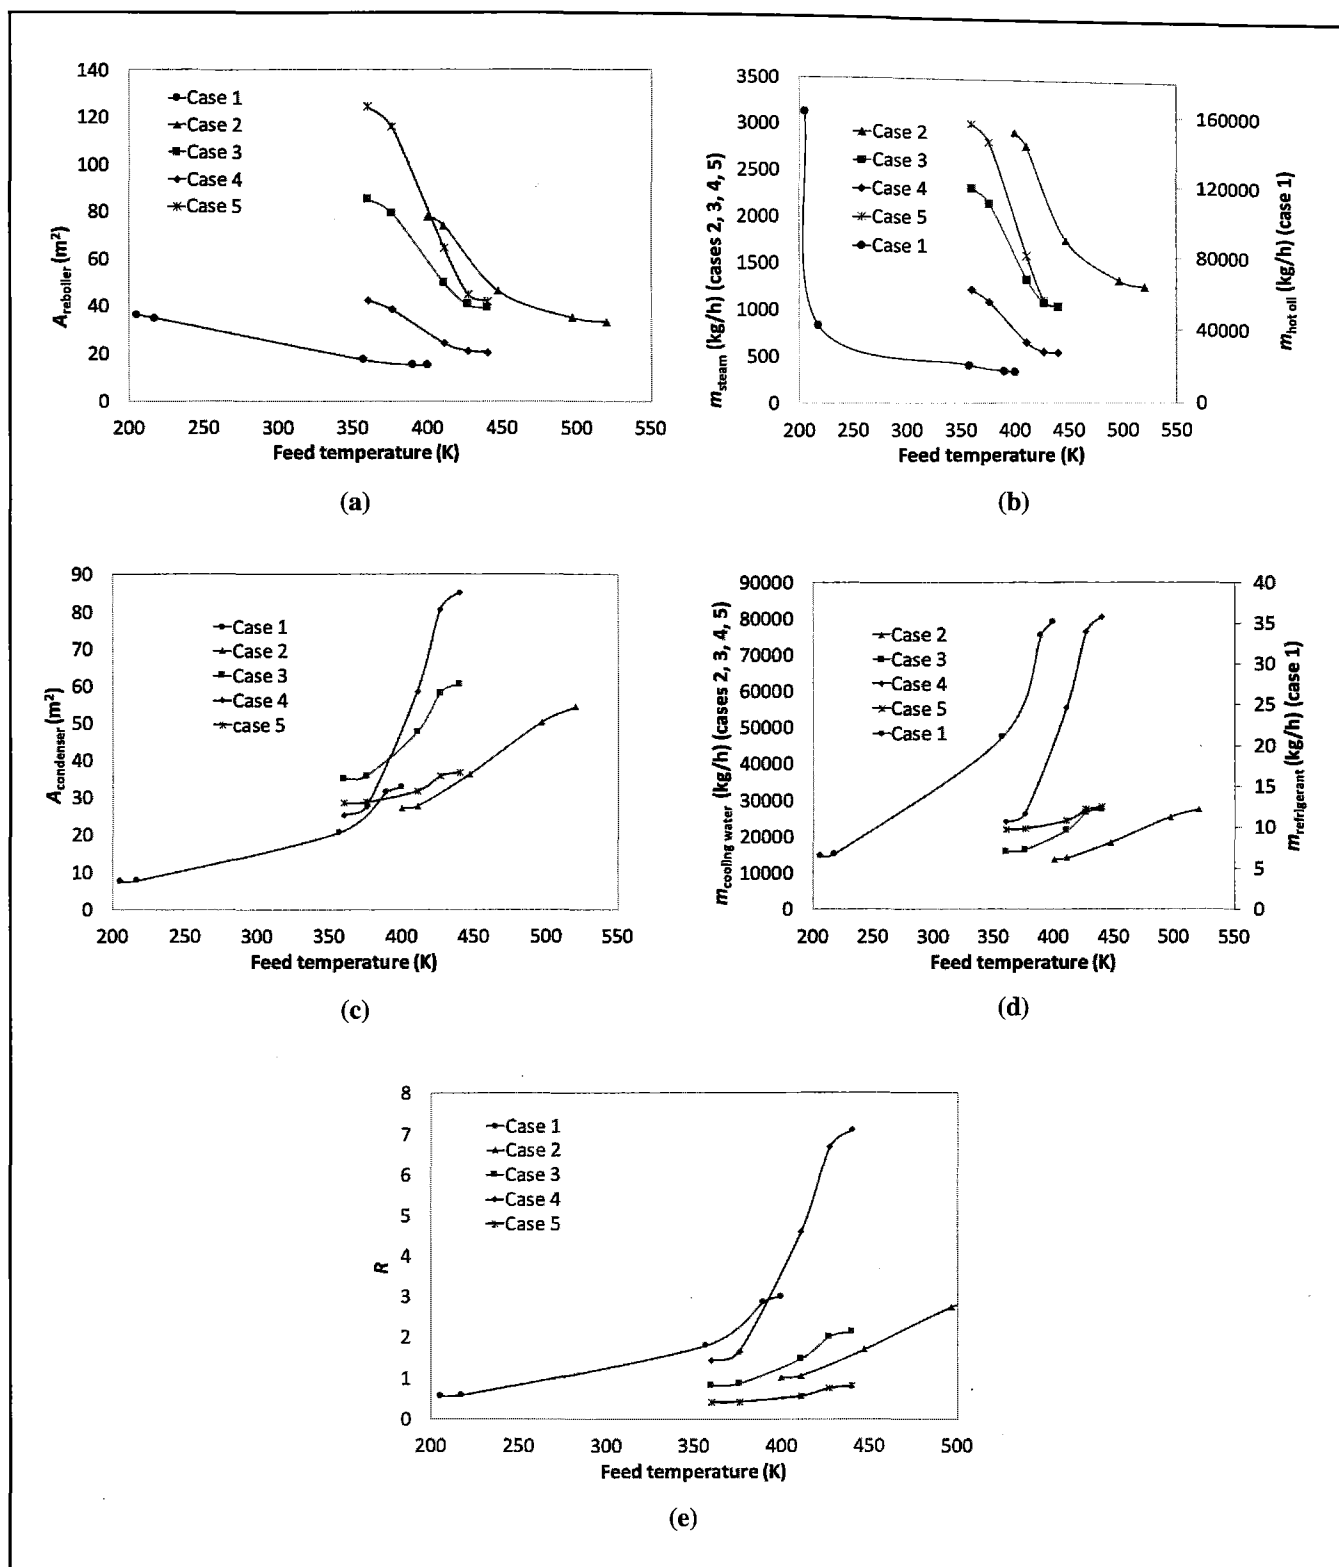 140
120
100
80
60
40
20
0
A reboiler (m²)
Case 1
Case 2
Case 3
Case 4
Case 5
200 250 300 350 400 450 500 550
Feed temperature (K)
(a)
3500
3000
2500
2000
1500
1000
500
0
m steam (kg/h) (cases 2, 3, 4, 5)
Case 2
Case 3
Case 4
Case 5
Case 1
160000
120000
80000
40000
0
m hot oil (kg/h) (case 1)
200 250 300 350 400 450 500 550
Feed temperature (K)
(b)
90
80
70
60
50
40
30
20
10
0
A condenser (m²)
Case 1
Case 2
Case 3
Case 4
case 5
200 250 300 350 400 450 500 550
Feed temperature (K)
(c)
90000
80000
70000
60000
50000
40000
30000
20000
10000
0
m cooling water (kg/h) (cases 2, 3, 4, 5)
Case 2
Case 3
Case 4
Case 5
Case 1
40
35
30
25
20
15
10
5
0
m refrigerant (kg/h) (case 1)
200 250 300 350 400 450 500 550
Feed temperature (K)
(d)
8
7
6
5
4
3
2
1
0
R
Case 1
Case 2
Case 3
Case 4
Case 5
200 250 300 350 400 450 500
Feed temperature (K)
(e)